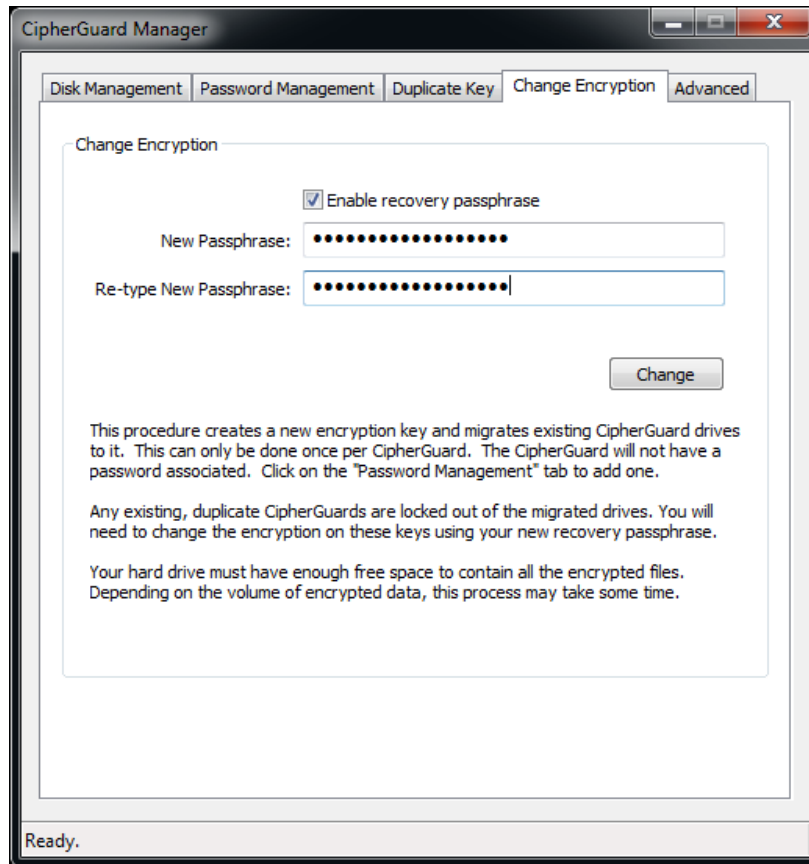 CipherGuard Manager
Disk Management Password Management Duplicate Key Change Encryption Advanced
Change Encryption
Enable recovery passphrase
New Passphrase: ••••••••••••••••••
Re-type New Passphrase: ••••••••••••••••••
Change
This procedure creates a new encryption key and migrates existing CipherGuard drives
to it.  This can only be done once per CipherGuard.  The CipherGuard will not have a
password associated.  Click on the "Password Management" tab to add one.
Any existing, duplicate CipherGuards are locked out of the migrated drives. You will
need to change the encryption on these keys using your new recovery passphrase.
Your hard drive must have enough free space to contain all the encrypted files.
Depending on the volume of encrypted data, this process may take some time.
Ready.